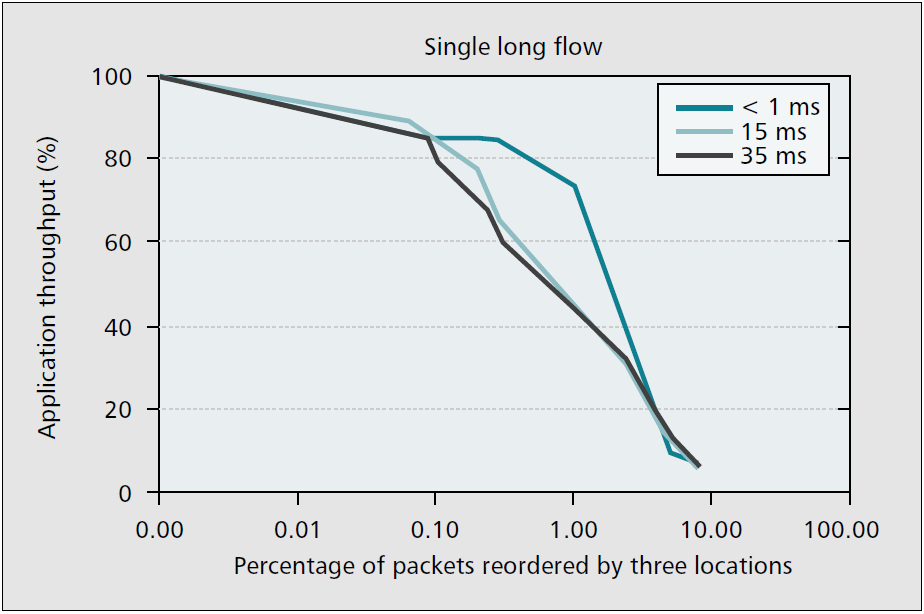 Single long flow
100
80
60
40
20
0
Application throughput (%)
< 1 ms
15 ms
35 ms
0.00 0.01 0.10 1.00 10.00 100.00
Percentage of packets reordered by three locations